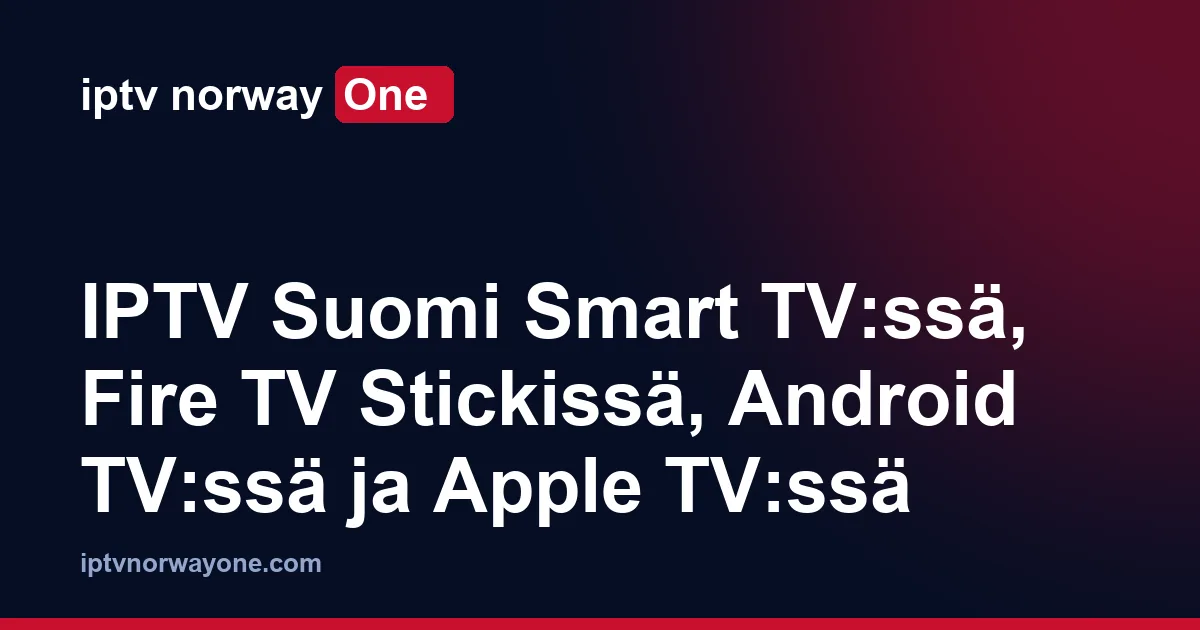 iptv norway One
IPTV Suomi Smart TV:ssä,
Fire TV Stickissä, Android
TV:ssä ja Apple TV:ssä
iptvnorwayone.com